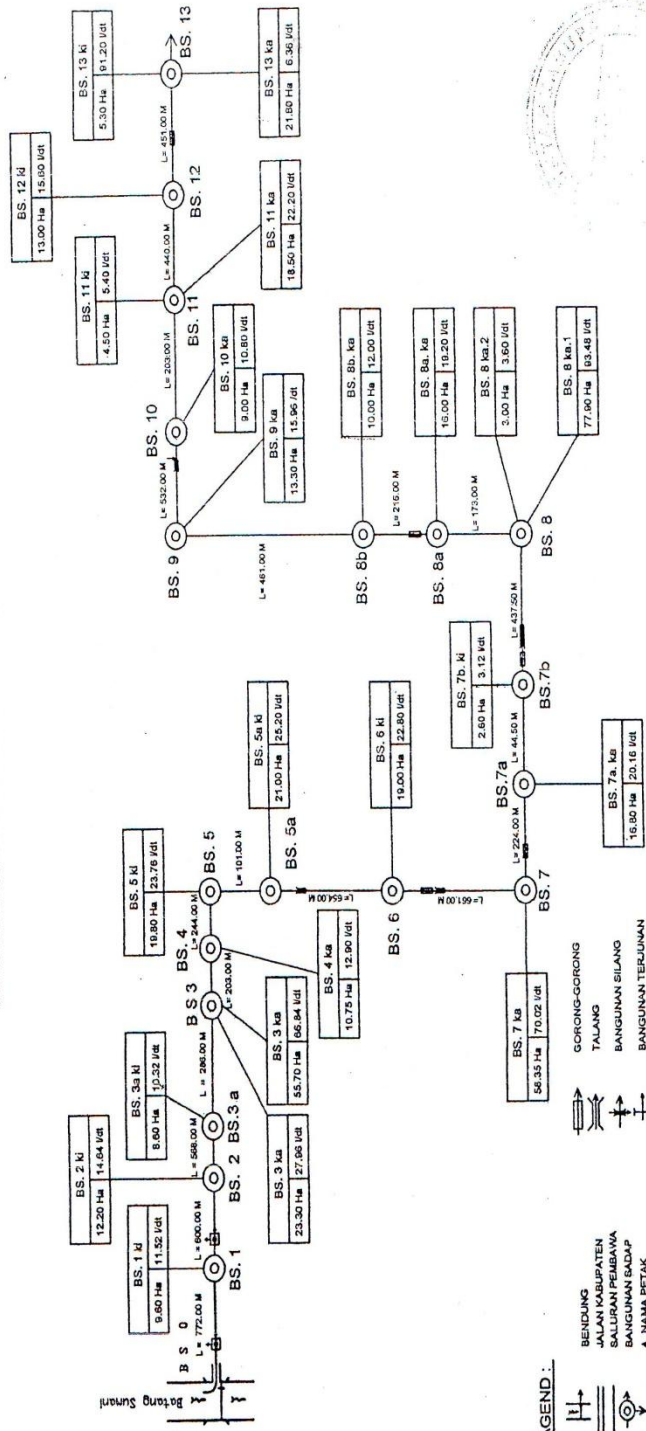 Batang Sumani
B S 0
L= 772.00 M
BS. 1
BS. 1 ki
9.60 Ha 11.52 l/dt
L= 600.00 M
BS. 2
BS. 2 ki
12.20 Ha 14.64 l/dt
L= 568.00 M
BS.3 a
BS. 3a ki
8.60 Ha 10.32 l/dt
L = 286.00 M
B S 3
BS. 3 ka
23.30 Ha 27.96 l/dt
BS. 3 ka
55.70 Ha 66.84 l/dt
L=203.00 M
BS. 4
BS. 4 ka
10.75 Ha 12.90 l/dt
L= 244.00 M
BS. 5
BS. 5 ki
19.80 Ha 23.76 l/dt
L= 101.00 M
BS. 5a
BS. 5a ki
21.00 Ha 25.20 l/dt
L=654.00 M
BS. 6
BS. 6 ki
19.00 Ha 22.80 l/dt
L=661.00 M
BS. 7
BS. 7 ka
58.35 Ha 70.02 l/dt
L= 224.00 M
BS.7a
BS. 7a. ka
16.80 Ha 20.16 l/dt
L= 44.50 M
BS.7b
BS. 7b. ki
2.60 Ha 3.12 l/dt
L= 437.50 M
BS. 8
BS. 8 ka.1
77.90 Ha 93.48 l/dt
BS. 8 ka.2
3.00 Ha 3.60 l/dt
L= 173.00 M
BS. 8a
BS. 8a. ka
16.00 Ha 19.20 l/dt
L= 216.00 M
BS. 8b
BS. 8b. ka
10.00 Ha 12.00 l/dt
L= 461.00 M
BS. 9
BS. 9 ka
13.30 Ha 15.96 l/dt
L= 532.00 M
BS. 10
BS. 10 ka
9.00 Ha 10.80 l/dt
L= 203.00 M
BS. 11
BS. 11 ki
4.50 Ha 5.40 l/dt
BS. 11 ka
18.50 Ha 22.20 l/dt
L= 440.00 M
BS. 12
BS. 12 ki
13.00 Ha 15.60 l/dt
L= 451.00 M
BS. 13
BS. 13 ki
5.30 Ha 91.20 l/dt
BS. 13 ka
21.80 Ha 6.36 l/dt
AGEND :
BENDUNG
JALAN KABUPATEN
SALURAN PEMBAWA
BANGUNAN SADAP
A. NAMA PETAK
GORONG-GORONG
TALANG
BANGUNAN SILANG
BANGUNAN TERJUNAN